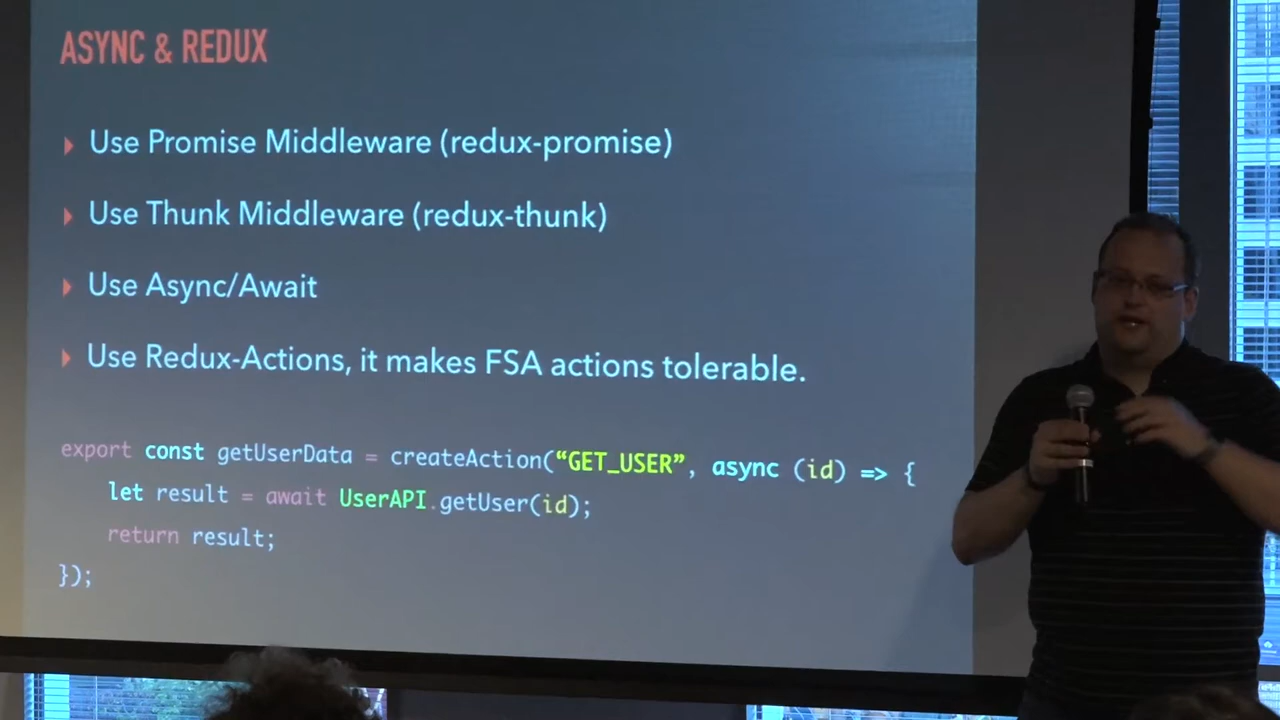 ASYNC & REDUX
Use Promise Middleware (redux-promise)
Use Thunk Middleware (redux-thunk)
Use Async/Await
Use Redux-Actions, it makes FSA actions tolerable.
export const getUserData = createAction(“GET_USER”, async (id) => {
let result = await UserAPI.getUser(id);
return result;
});